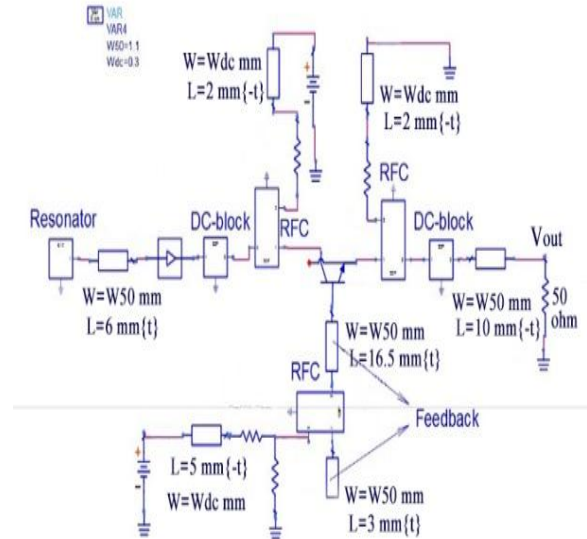 VAR
VAR4
W50=1.1
Wdc=0.3
W=Wdc mm
L=2 mm{-t}
W=Wdc mm
L=2 mm{-t}
RFC
RFC
Resonator
DC-block
DC-block
Vout
W=W50 mm
L=6 mm{t}
W=W50 mm
L=10 mm{-t}
50
ohm
W=W50 mm
L=16.5 mm{t}
RFC
Feedback
L=5 mm{-t}
W=Wdc mm
W=W50 mm
L=3 mm{t}